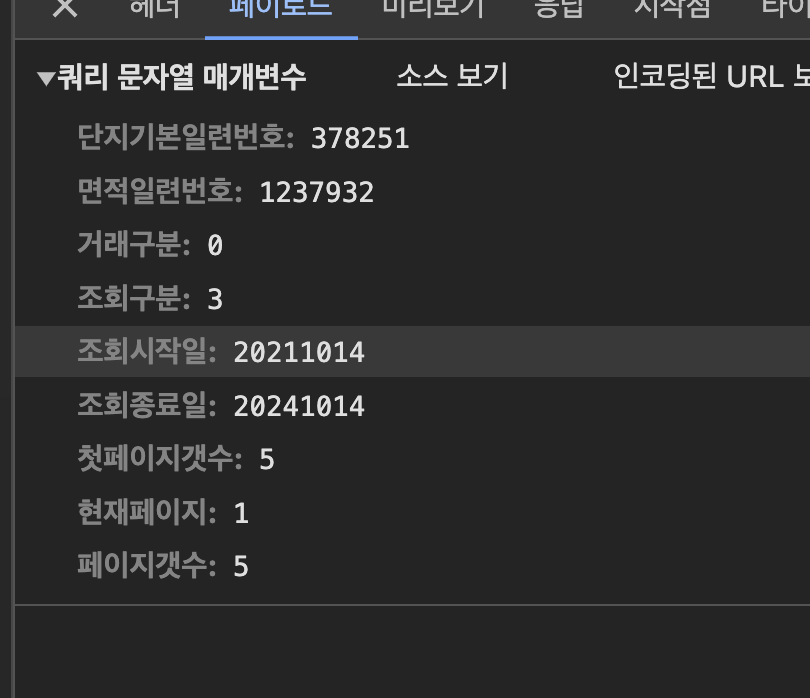 헤더 페이로드 미리보기 응답 시작점 타이
▼쿼리 문자열 매개변수 소스 보기 인코딩된 URL 보
단지기본일련번호: 378251
면적일련번호: 1237932
거래구분: 0
조회구분: 3
조회시작일: 20211014
조회종료일: 20241014
첫페이지갯수: 5
현재페이지: 1
페이지갯수: 5